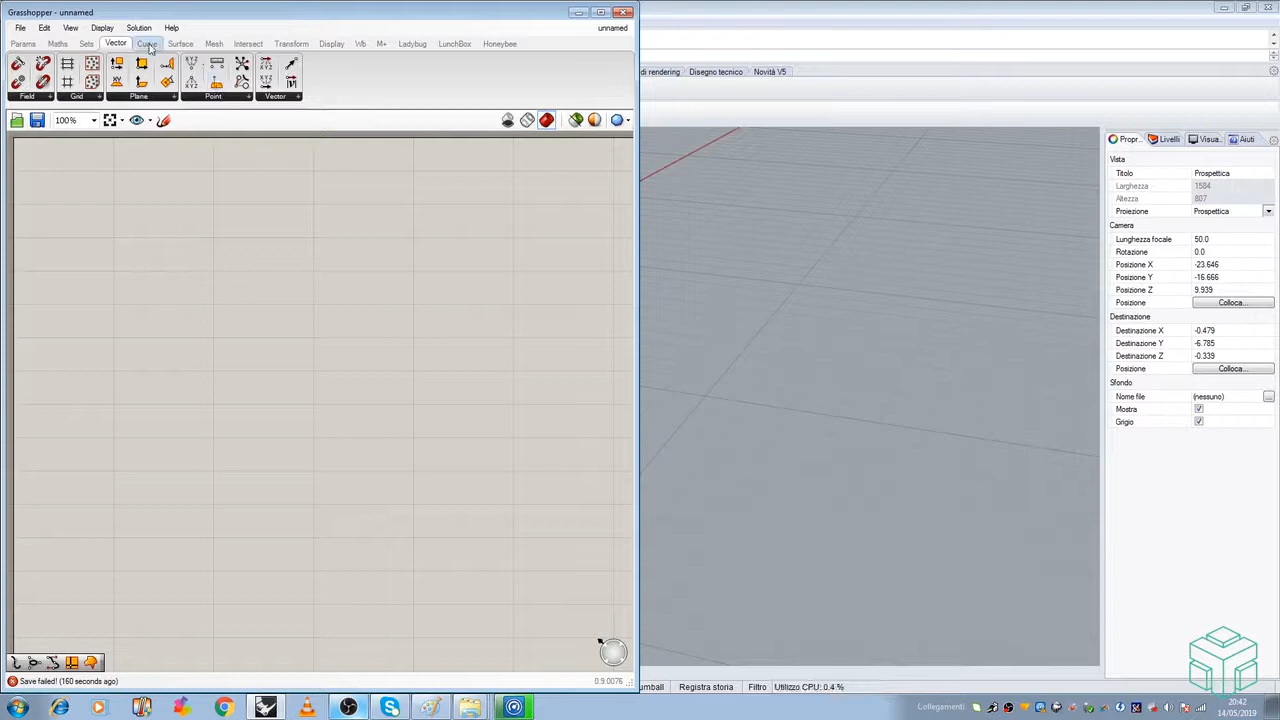 Grasshopper - unnamed
File Edit View Display Solution Help
unnamed
Params Maths Sets Vector Curve Surface Mesh Intersect Transform Display Wb M+ Ladybug LunchBox Honeybee
Field + Grid + Plane + Point + Vector +
100%
di rendering Disegno tecnico Novità V5
Propr... Livelli Visua... Aiuti
Vista
Titolo Prospettica
Larghezza 1584
Altezza 807
Proiezione Prospettica
Camera
Lunghezza focale 50.0
Rotazione 0.0
Posizione X -23.646
Posizione Y -16.666
Posizione Z 9.939
Posizione Colloca...
Destinazione
Destinazione X -0.479
Destinazione Y -6.785
Destinazione Z -0.339
Posizione Colloca...
Sfondo
Nome file (nessuno) ...
Mostra
Grigio
Save failed! (160 seconds ago)
0.9.0076
umball Registra storia Filtro Utilizzo CPU: 0.4 %
Collegamenti
20:42
14/05/2019